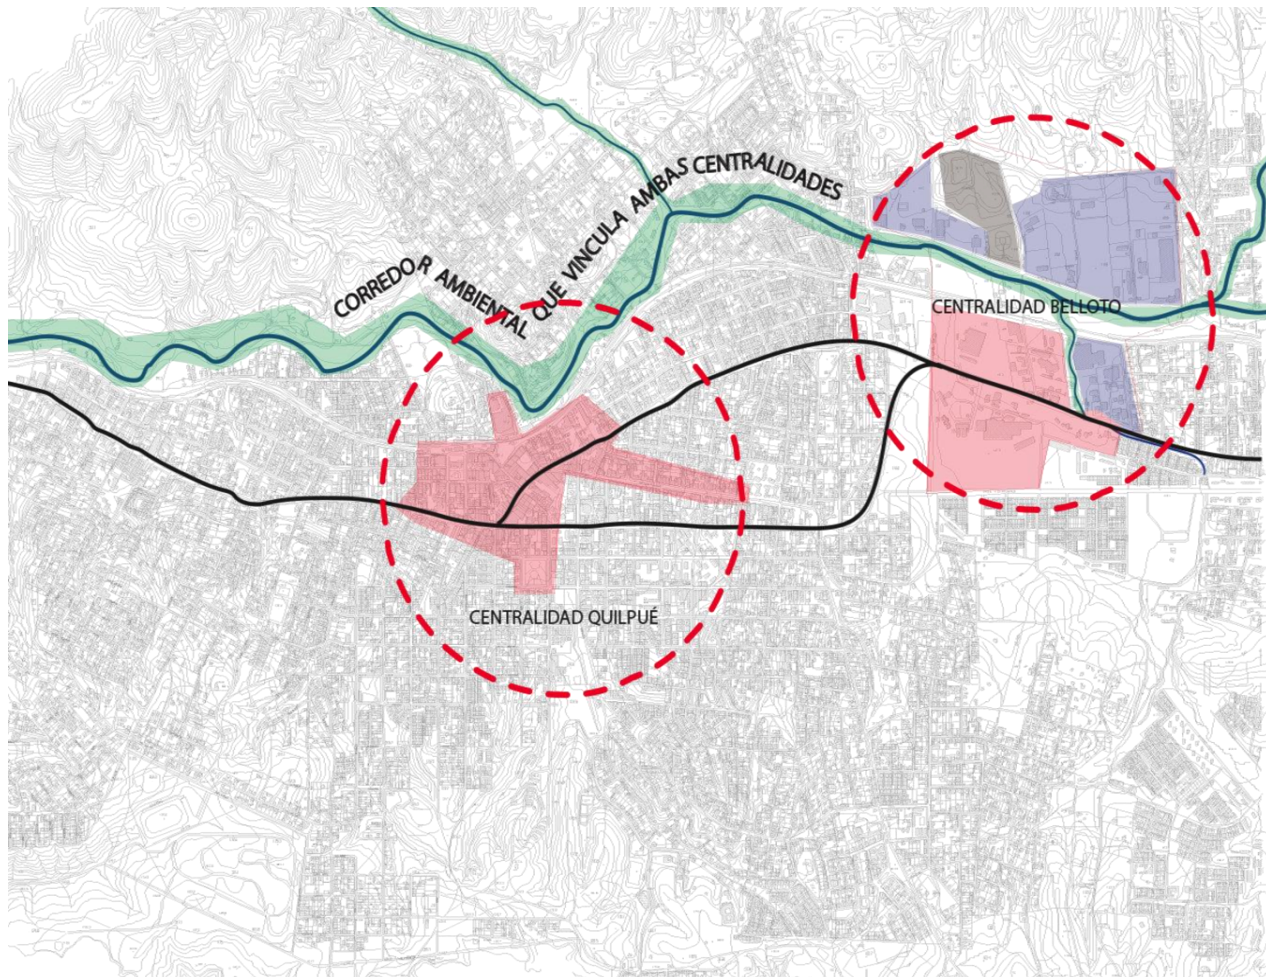 CORREDOR AMBIENTAL QUE VINCULA AMBAS CENTRALIDADES
CENTRALIDAD BELLOTO
CENTRALIDAD QUILPUÉ